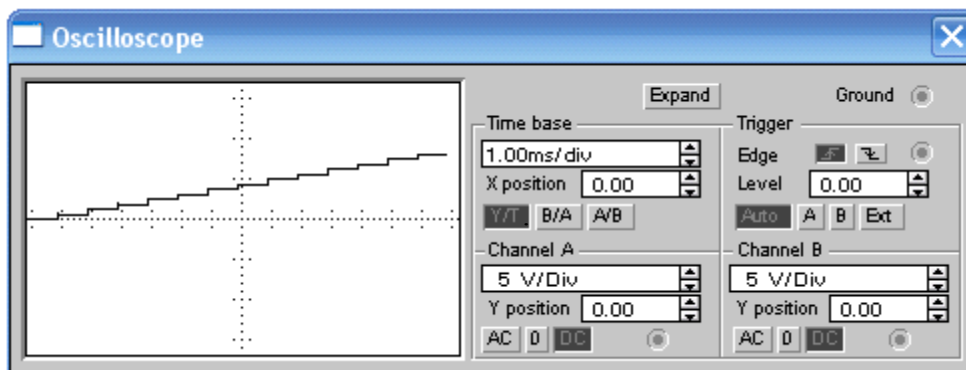 Oscilloscope
Expand
Ground
Time base
1.00ms/div
X position 0.00
Y/T B/A A/B
Trigger
Edge
Level 0.00
Auto A B Ext
Channel A
5 V/Div
Y position 0.00
AC 0 DC
Channel B
5 V/Div
Y position 0.00
AC 0 DC